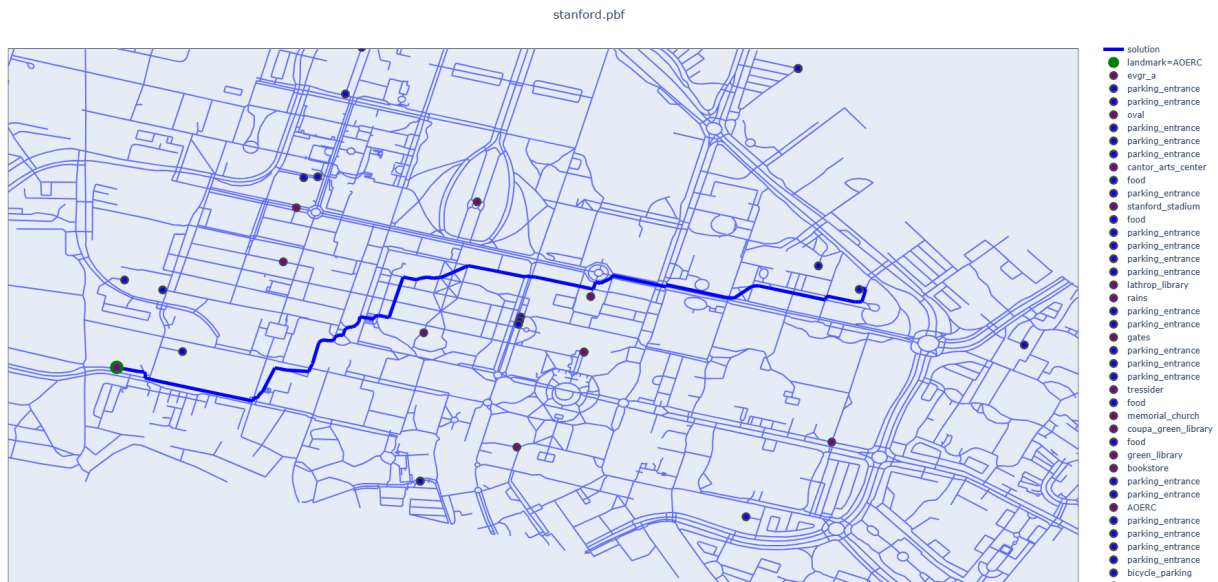 stanford.pbf
solution
landmark=AOERC
evgr_a
parking_entrance
parking_entrance
oval
parking_entrance
parking_entrance
parking_entrance
cantor_arts_center
food
parking_entrance
stanford_stadium
food
parking_entrance
parking_entrance
parking_entrance
parking_entrance
lathrop_library
rains
parking_entrance
parking_entrance
gates
parking_entrance
parking_entrance
parking_entrance
tressider
food
memorial_church
coupa_green_library
food
green_library
bookstore
parking_entrance
parking_entrance
AOERC
parking_entrance
parking_entrance
parking_entrance
parking_entrance
bicycle_parking